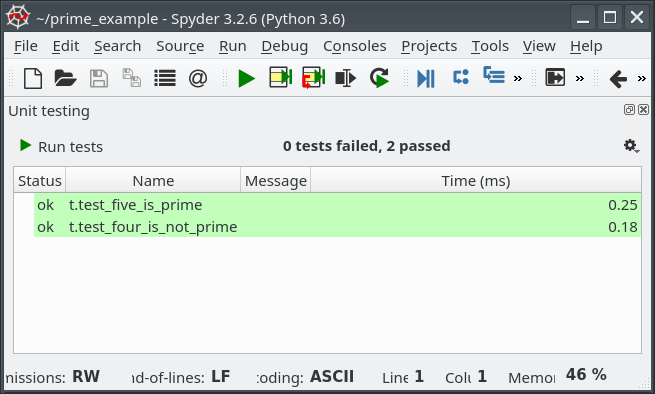 ~/prime_example - Spyder 3.2.6 (Python 3.6)
File Edit Search Source Run Debug Consoles Projects Tools View Help
@ » » »
Unit testing
Run tests 0 tests failed, 2 passed
Status Name Message Time (ms)
ok t.test_five_is_prime 0.25
ok t.test_four_is_not_prime 0.18
missions: RW nd-of-lines: LF coding: ASCII Line 1 Colu 1 Memor 46 %